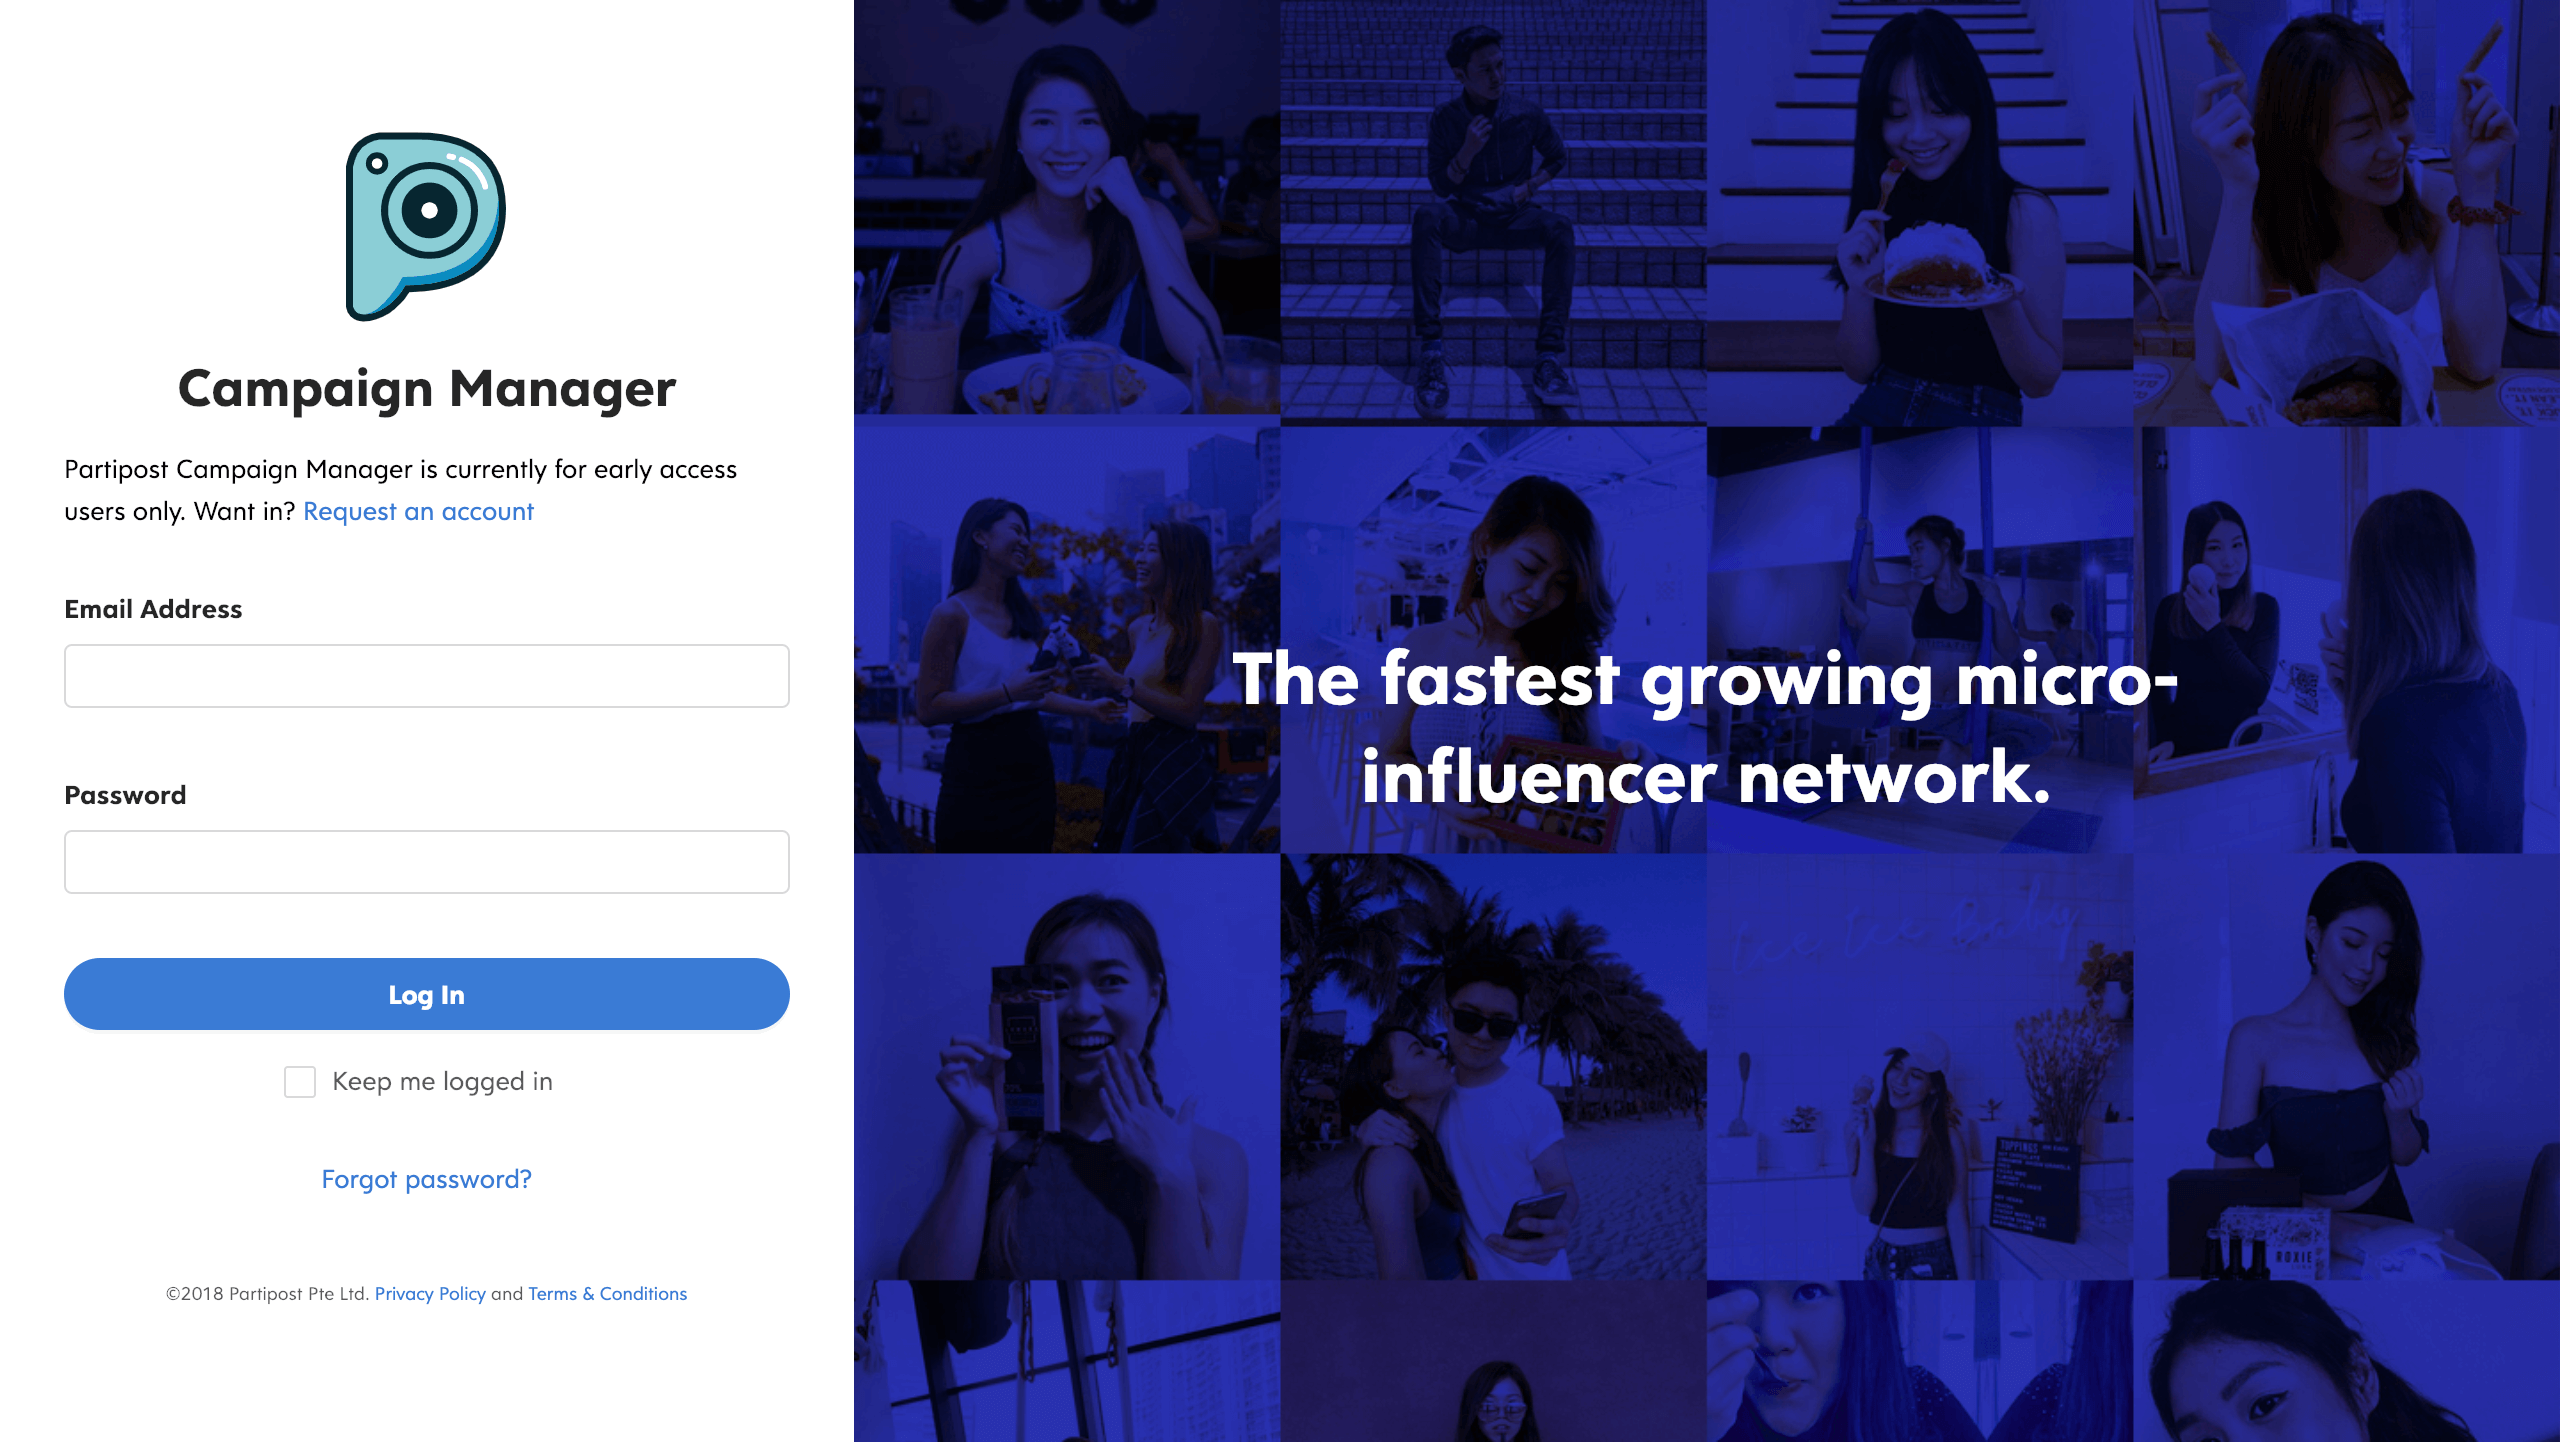 Campaign Manager
Partipost Campaign Manager is currently for early access
users only. Want in? Request an account
Email Address
Password
Log In
Keep me logged in
Forgot password?
©2018 Partipost Pte Ltd. Privacy Policy and Terms & Conditions
The fastest growing micro-
influencer network.
TOPPINGS
ROXIE